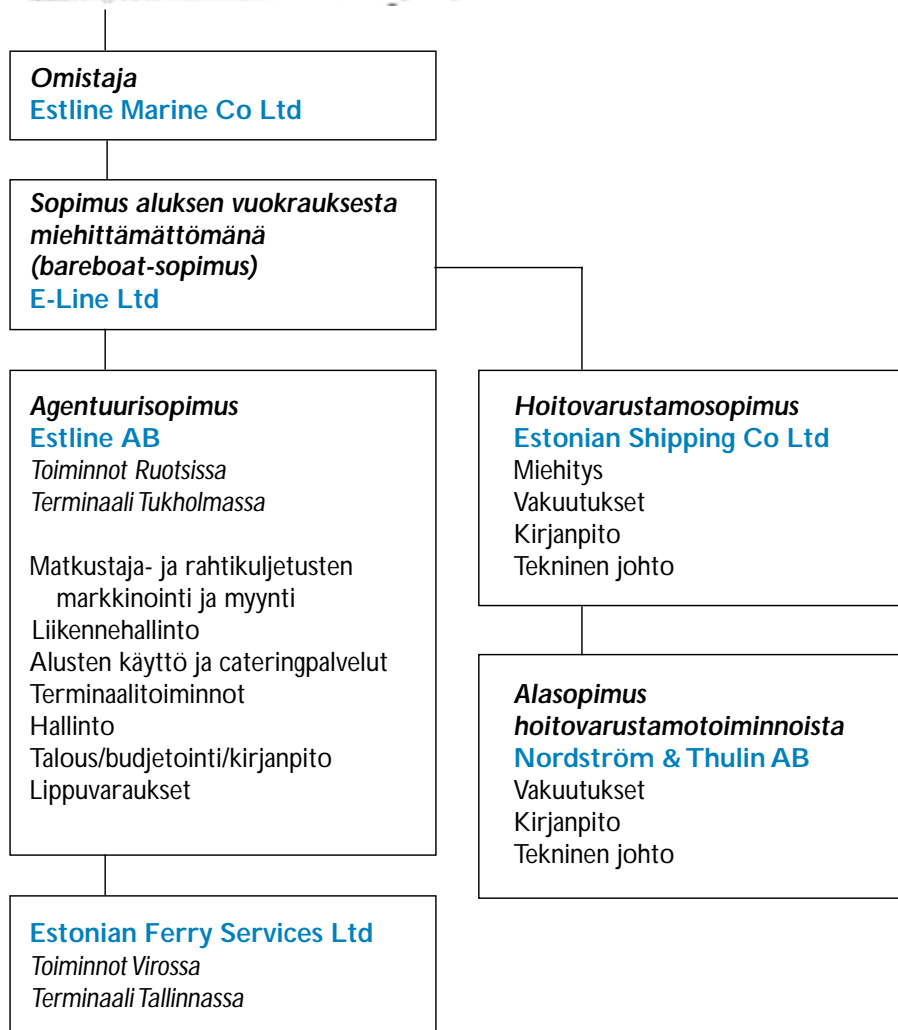 Omistaja
Estline Marine Co Ltd
Sopimus aluksen vuokrauksesta
miehittämättömänä
(bareboat-sopimus)
E-Line Ltd
Agentuurisopimus
Estline AB
Toiminnot Ruotsissa
Terminaali Tukholmassa
Matkustaja- ja rahtikuljetusten
markkinointi ja myynti
Liikennehallinto
Alusten käyttö ja cateringpalvelut
Terminaalitoiminnot
Hallinto
Talous/budjetointi/kirjanpito
Lippuvaraukset
Hoitovarustamosopimus
Estonian Shipping Co Ltd
Miehitys
Vakuutukset
Kirjanpito
Tekninen johto
Alasopimus
hoitovarustamotoiminnoista
Nordström & Thulin AB
Vakuutukset
Kirjanpito
Tekninen johto
Estonian Ferry Services Ltd
Toiminnot Virossa
Terminaali Tallinnassa